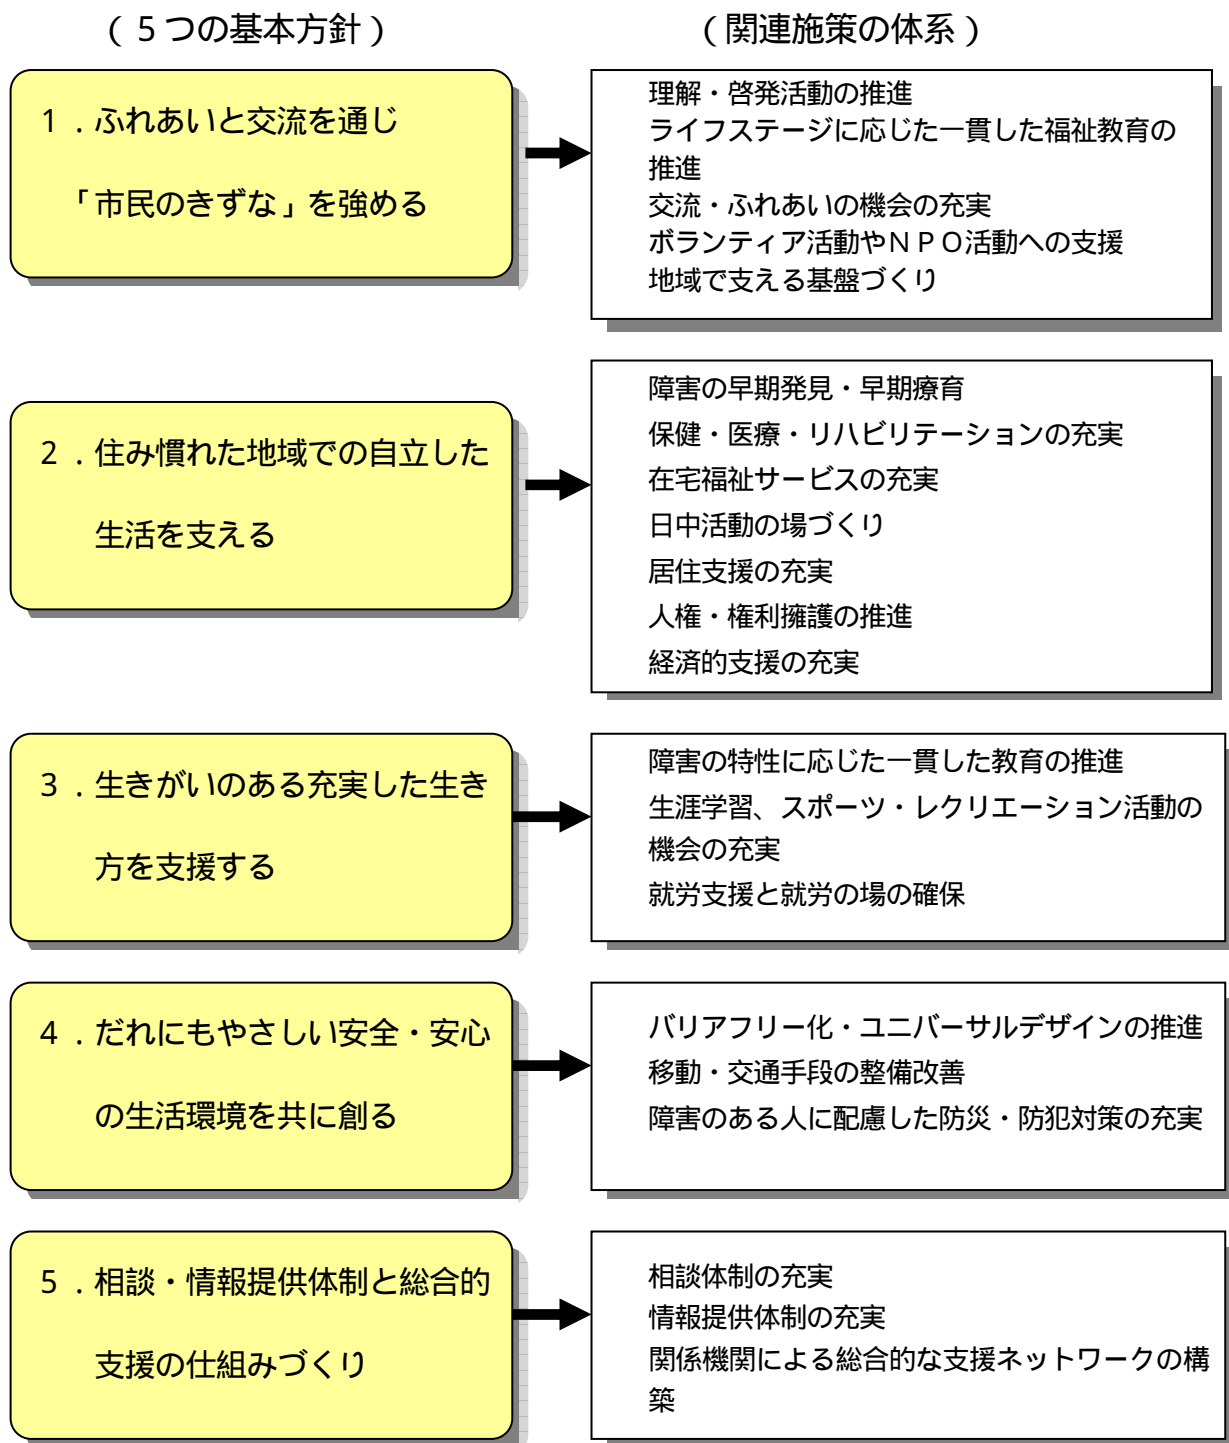 （５つの基本方針）
（関連施策の体系）
１．ふれあいと交流を通じ
「市民のきずな」を強める
理解・啓発活動の推進
ライフステージに応じた一貫した福祉教育の
推進
交流・ふれあいの機会の充実
ボランティア活動やＮＰＯ活動への支援
地域で支える基盤づくり
２．住み慣れた地域での自立した
生活を支える
障害の早期発見・早期療育
保健・医療・リハビリテーションの充実
在宅福祉サービスの充実
日中活動の場づくり
居住支援の充実
人権・権利擁護の推進
経済的支援の充実
３．生きがいのある充実した生き
方を支援する
障害の特性に応じた一貫した教育の推進
生涯学習、スポーツ・レクリエーション活動の
機会の充実
就労支援と就労の場の確保
４．だれにもやさしい安全・安心
の生活環境を共に創る
バリアフリー化・ユニバーサルデザインの推進
移動・交通手段の整備改善
障害のある人に配慮した防災・防犯対策の充実
５．相談・情報提供体制と総合的
支援の仕組みづくり
相談体制の充実
情報提供体制の充実
関係機関による総合的な支援ネットワークの構
築